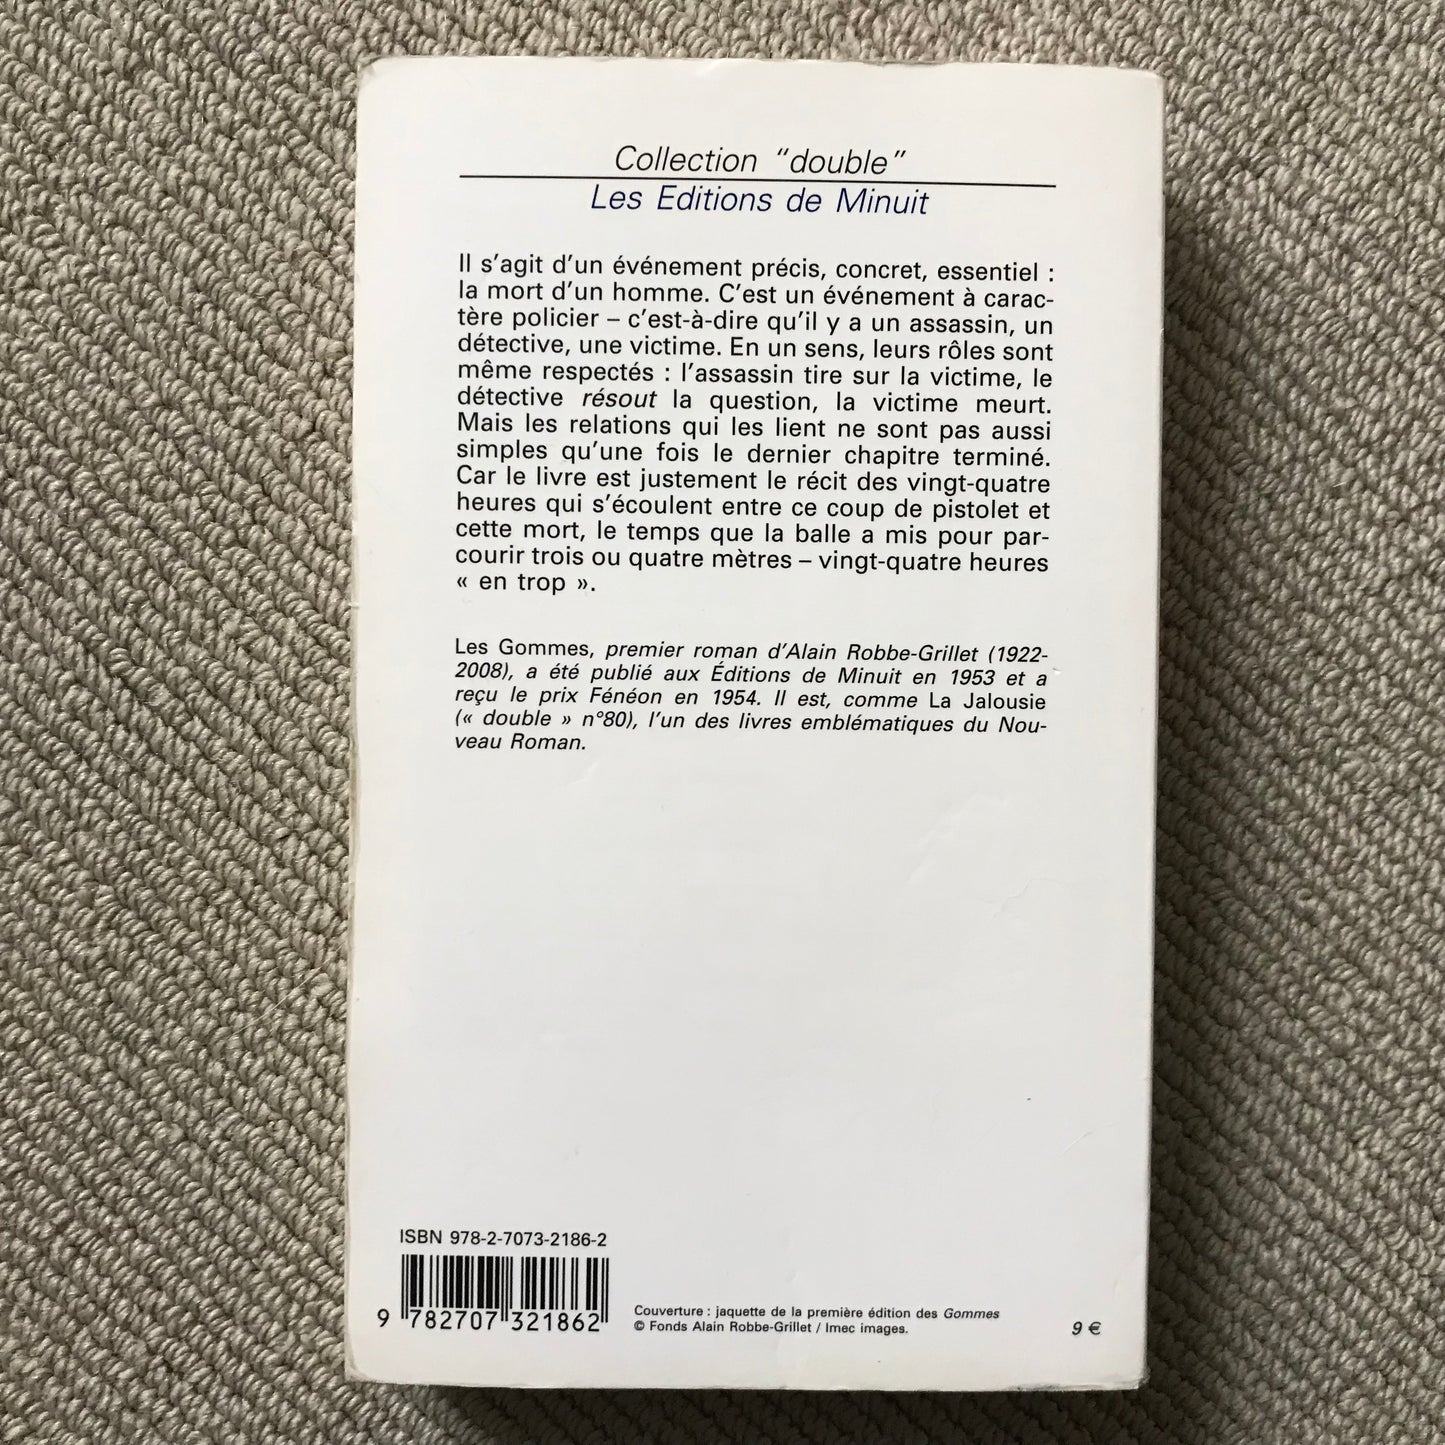 Collection "double"
Les Editions de Minuit
Il s'agit d'un événement précis, concret, essentiel :
la mort d'un homme. C'est un événement à carac-
tère policier – c'est-à-dire qu'il y a un assassin, un
détective, une victime. En un sens, leurs rôles sont
même respectés : l'assassin tire sur la victime, le
détective résout la question, la victime meurt.
Mais les relations qui les lient ne sont pas aussi
simples qu'une fois le dernier chapitre terminé.
Car le livre est justement le récit des vingt-quatre
heures qui s'écoulent entre ce coup de pistolet et
cette mort, le temps que la balle a mis pour par-
courir trois ou quatre mètres – vingt-quatre heures
« en trop ».
Les Gommes, premier roman d'Alain Robbe-Grillet (1922-
2008), a été publié aux Éditions de Minuit en 1953 et a
reçu le prix Fénéon en 1954. Il est, comme La Jalousie
(« double » n°80), l'un des livres emblématiques du Nou-
veau Roman.
ISBN 978-2-7073-2186-2
9 782707 321862
Couverture : jaquette de la première édition des Gommes
© Fonds Alain Robbe-Grillet / Imec images.
9 €